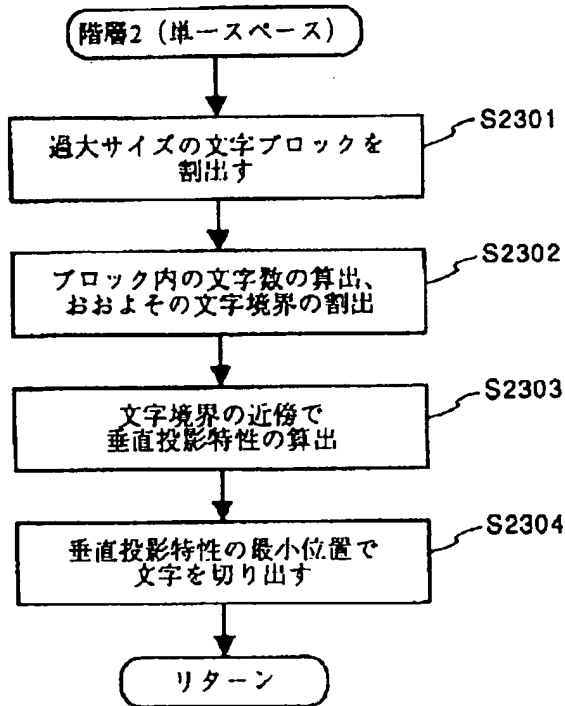 階層2（単一スペース）
S2301
過大サイズの文字ブロックを
割出す
S2302
ブロック内の文字数の算出、
おおよその文字境界の割出
S2303
文字境界の近傍で
垂直投影特性の算出
S2304
垂直投影特性の最小位置で
文字を切り出す
リターン